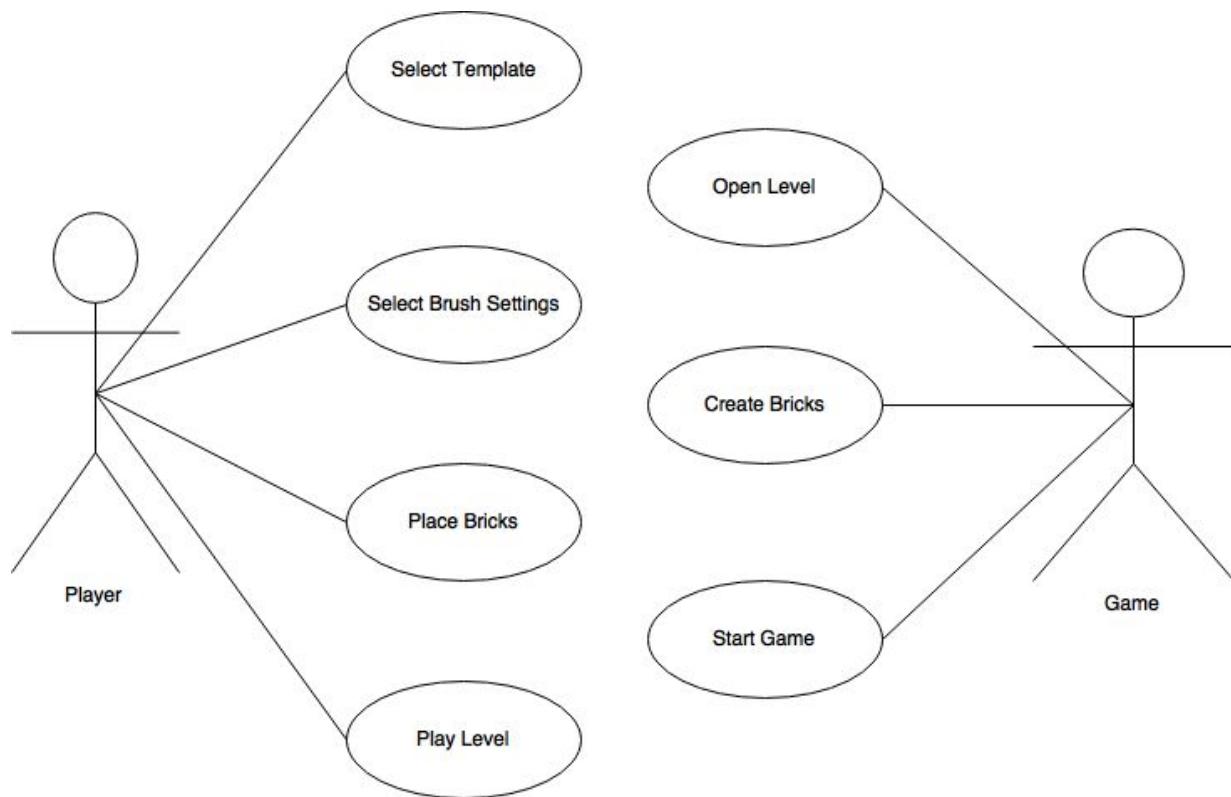 Select Template
Open Level
Select Brush Settings
Create Bricks
Place Bricks
Player
Game
Start Game
Play Level